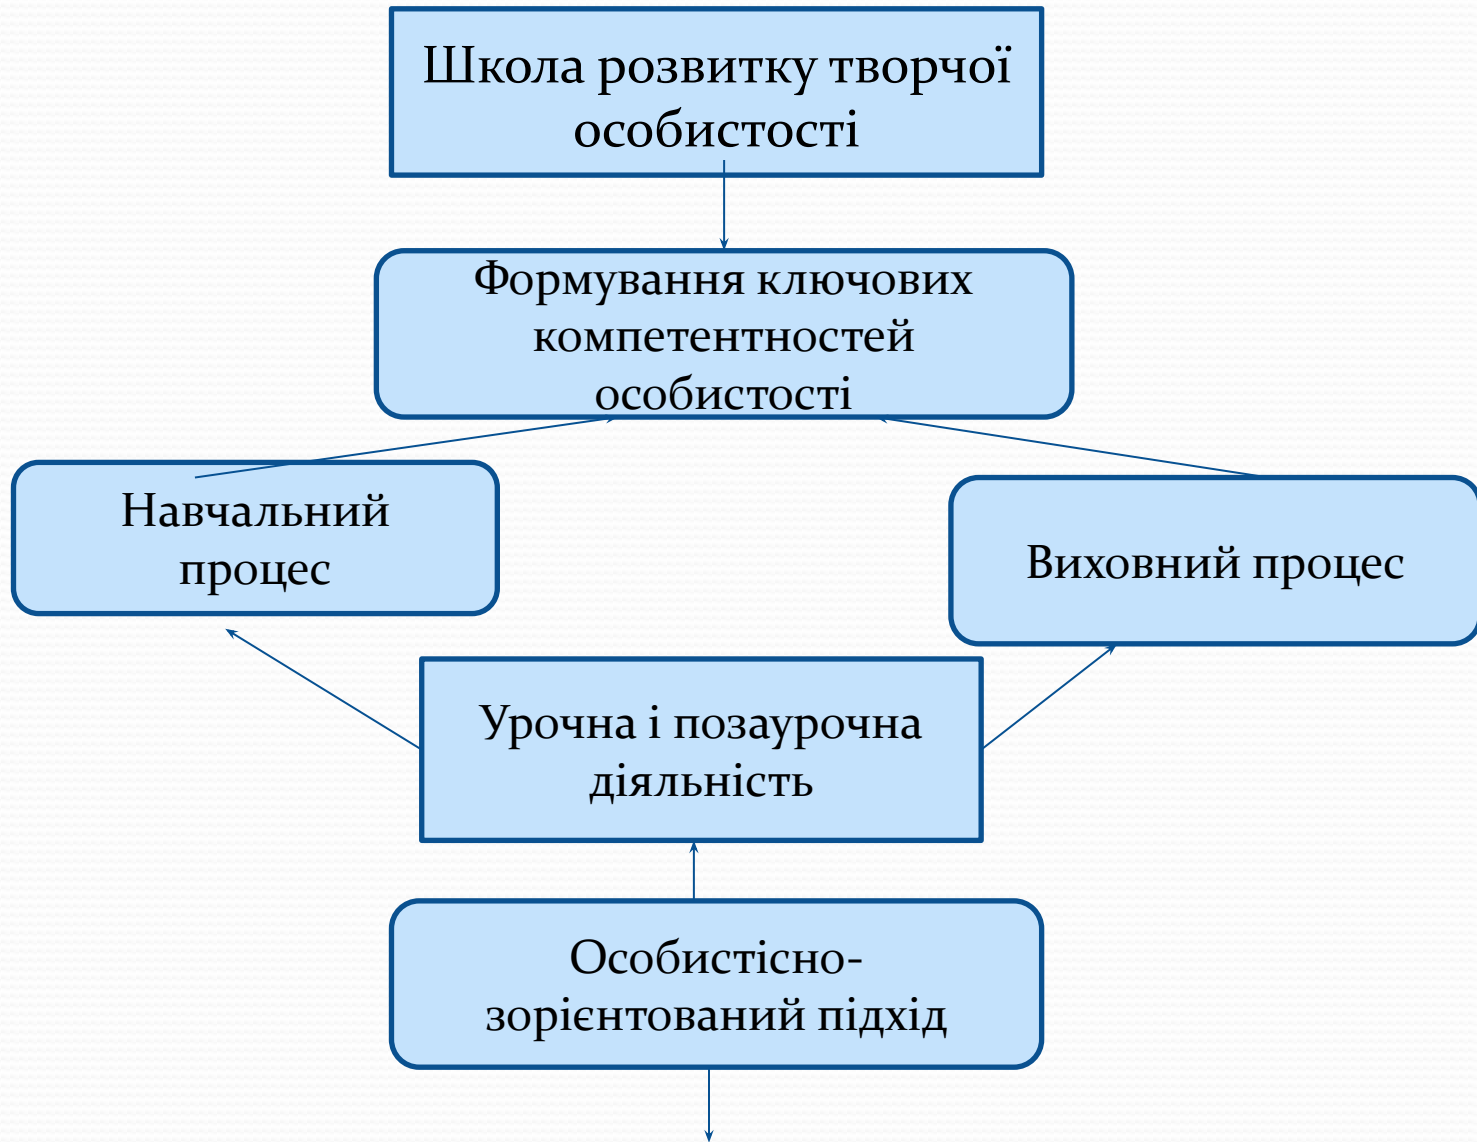 Школа розвитку творчої
особистості
Формування ключових
компетентностей
особистості
Навчальний
процес
Виховний процес
Урочна і позаурочна
діяльність
Особистісно-
зорієнтований підхід